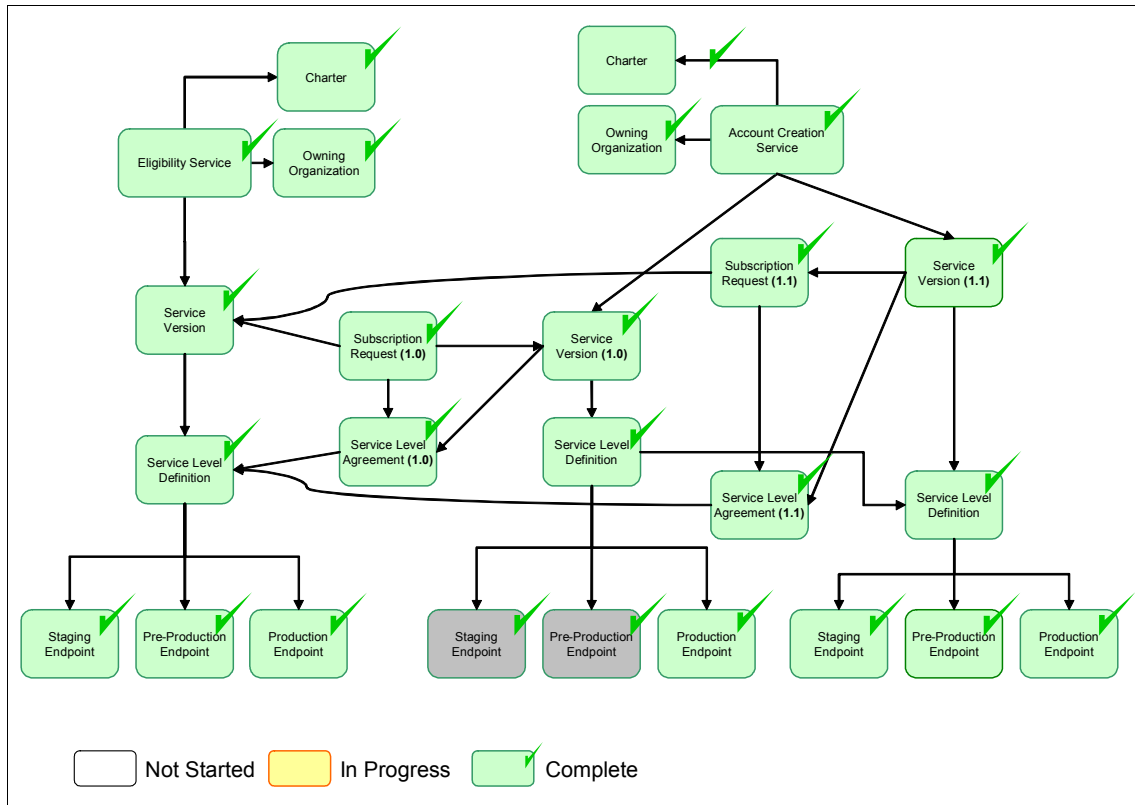 Charter
Charter
Eligibility Service
Owning
Organization
Owning
Organization
Account Creation
Service
Subscription
Request (1.1)
Service
Version (1.1)
Service
Version
Subscription
Request (1.0)
Service
Version (1.0)
Service Level
Definition
Service Level
Agreement (1.0)
Service Level
Definition
Service Level
Agreement (1.1)
Service Level
Definition
Staging
Endpoint
Pre-Production
Endpoint
Production
Endpoint
Staging
Endpoint
Pre-Production
Endpoint
Production
Endpoint
Staging
Endpoint
Pre-Production
Endpoint
Production
Endpoint
Not Started
In Progress
Complete